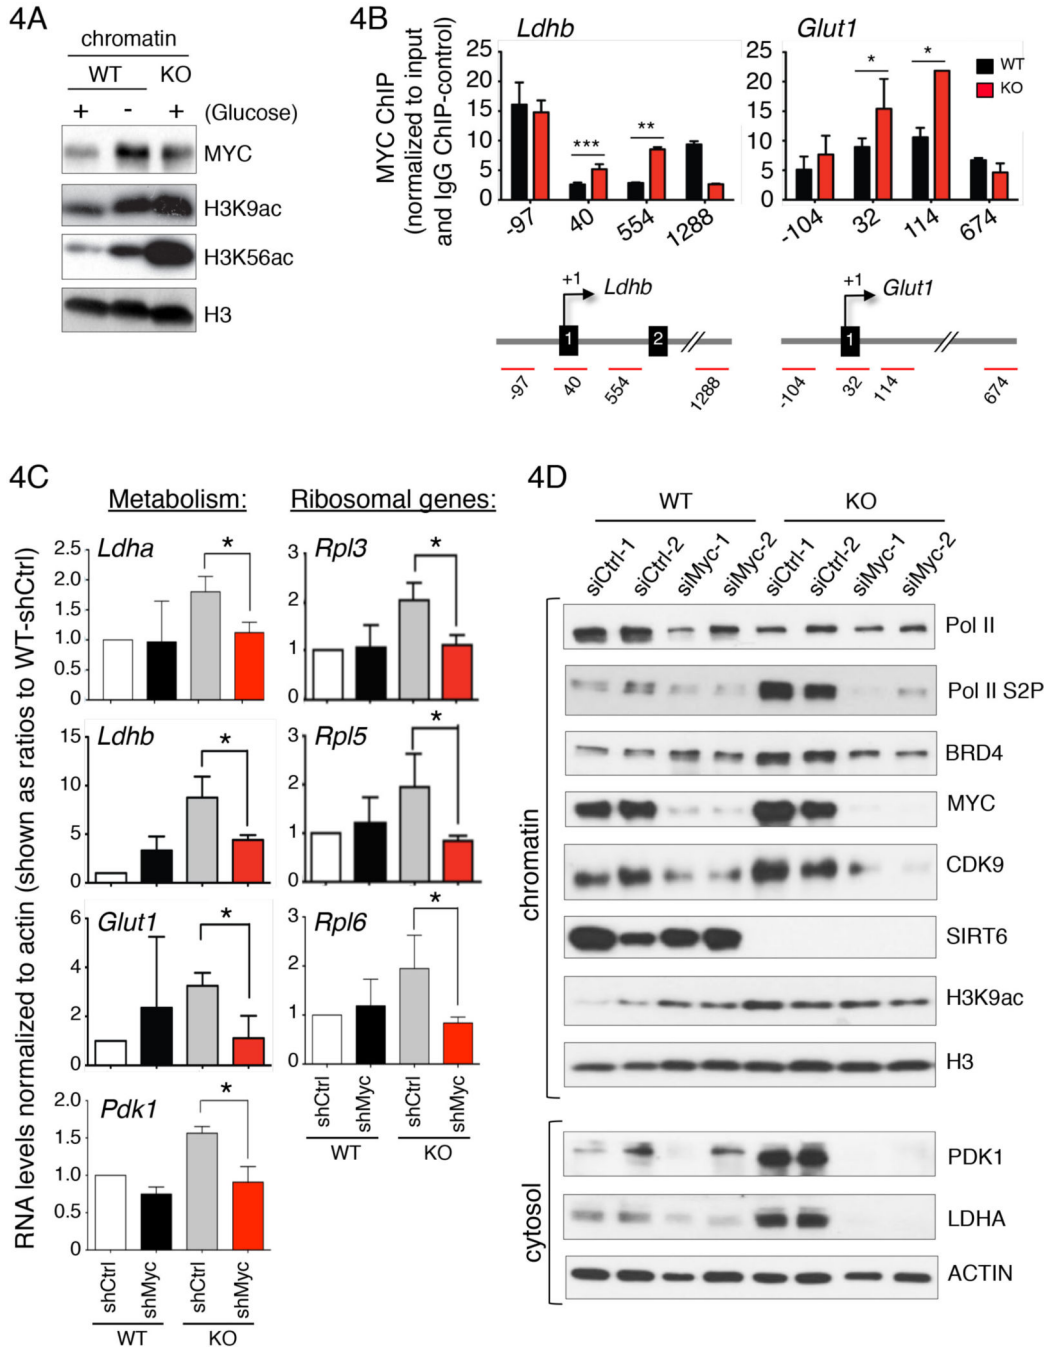 4A
chromatin
WT KO
+ - + (Glucose)
MYC
H3K9ac
H3K56ac
H3
4B
MYC ChIP
(normalized to input
and IgG ChIP-control)
Ldhb
25
20
15
10
5
0
***
**
-97 40 554 1288
Glut1
25
20
15
10
5
0
*
*
WT
KO
-104 32 114 674
+1 Ldhb
1 2
-97 40 554 1288
+1 Glut1
1
-104 32 114 674
4C
RNA levels normalized to actin (shown as ratios to WT-shCtrl)
Metabolism:
Ldha
*
2.5
2.0
1.5
1.0
0.5
0
Ldhb
*
15
10
5
0
Glut1
*
6
4
2
0
Pdk1
*
2.0
1.5
1.0
0.5
0
shCtrl shMyc shCtrl shMyc
WT KO
Ribosomal genes:
Rpl3
*
3
2
1
0
Rpl5
*
3
2
1
0
Rpl6
*
3
2
1
0
shCtrl shMyc shCtrl shMyc
WT KO
4D
WT KO
siCtrl-1 siCtrl-2 siMyc-1 siMyc-2 siCtrl-1 siCtrl-2 siMyc-1 siMyc-2
chromatin
Pol II
Pol II S2P
BRD4
MYC
CDK9
SIRT6
H3K9ac
H3
cytosol
PDK1
LDHA
ACTIN